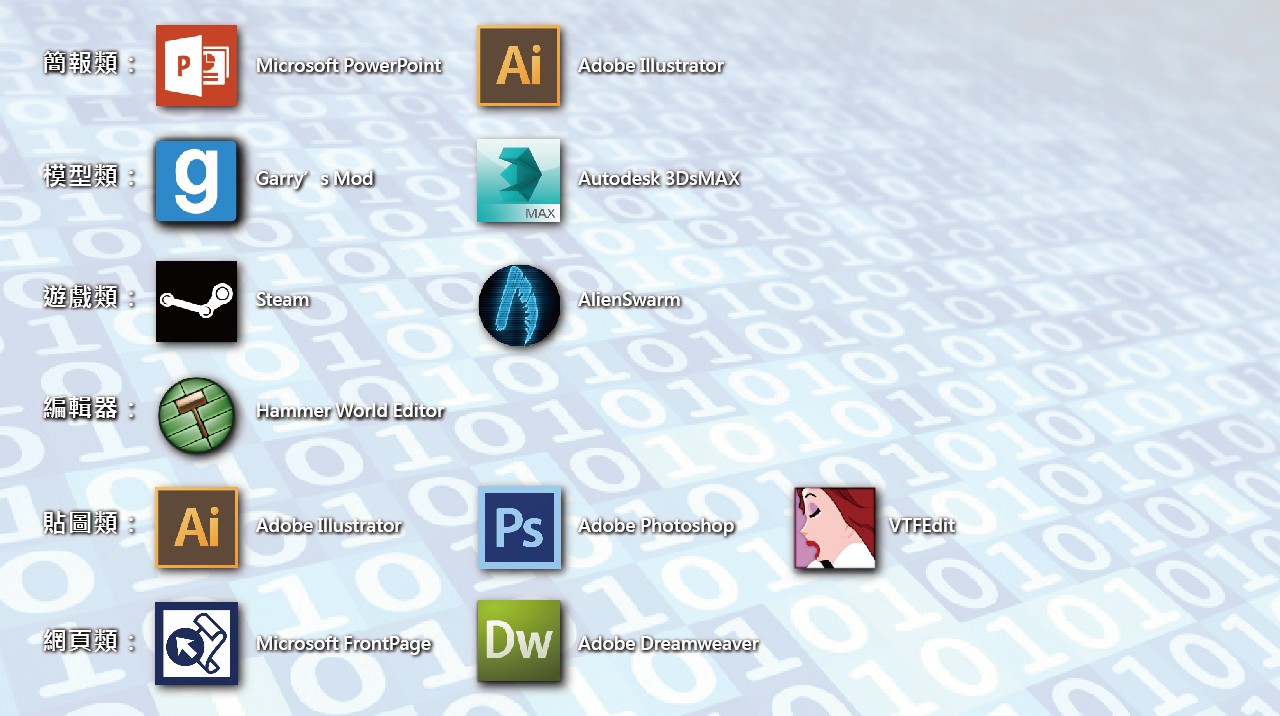 簡報類： P Microsoft PowerPoint Ai Adobe Illustrator
模型類： g Garry’s Mod MAX Autodesk 3DsMAX
遊戲類： Steam AlienSwarm
編輯器： Hammer World Editor
貼圖類： Ai Adobe Illustrator Ps Adobe Photoshop VTFEdit
網頁類： Microsoft FrontPage Dw Adobe Dreamweaver